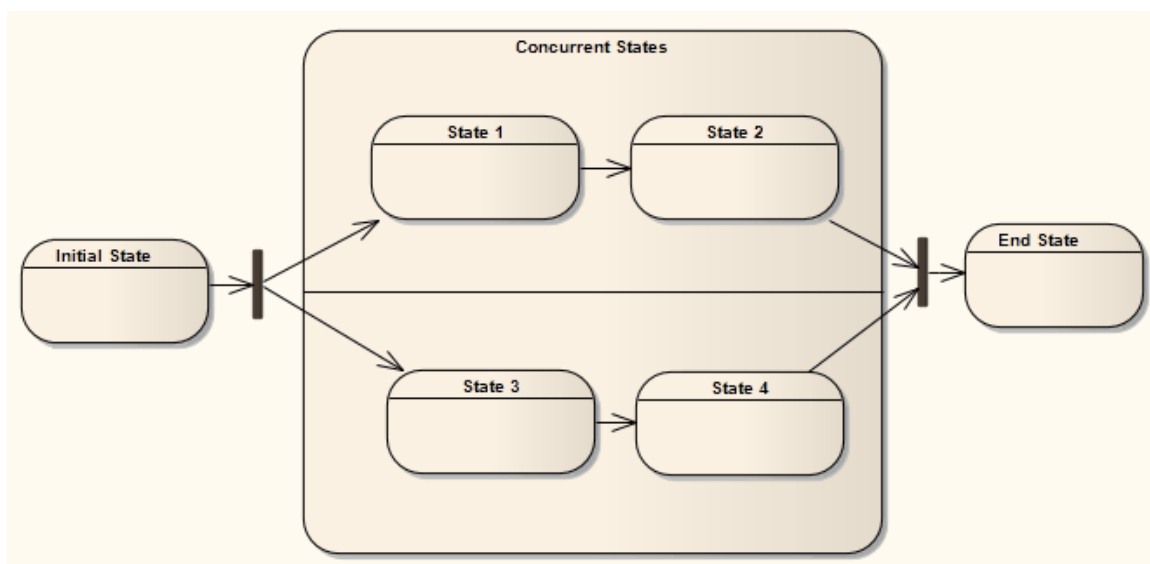 Concurrent States
State 1
State 2
Initial State
End State
State 3
State 4